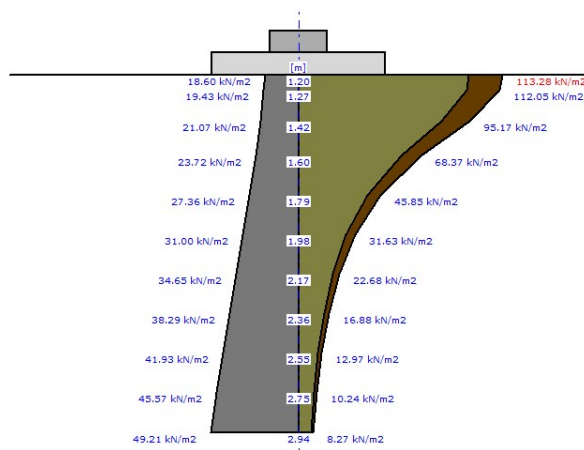 [m]
18.60 kN/m2 1.20 113.28 kN/m2
19.43 kN/m2 1.27 112.05 kN/m2
21.07 kN/m2 1.42 95.17 kN/m2
23.72 kN/m2 1.60 68.37 kN/m2
27.36 kN/m2 1.79 45.85 kN/m2
31.00 kN/m2 1.98 31.63 kN/m2
34.65 kN/m2 2.17 22.68 kN/m2
38.29 kN/m2 2.36 16.88 kN/m2
41.93 kN/m2 2.55 12.97 kN/m2
45.57 kN/m2 2.75 10.24 kN/m2
49.21 kN/m2 2.94 8.27 kN/m2